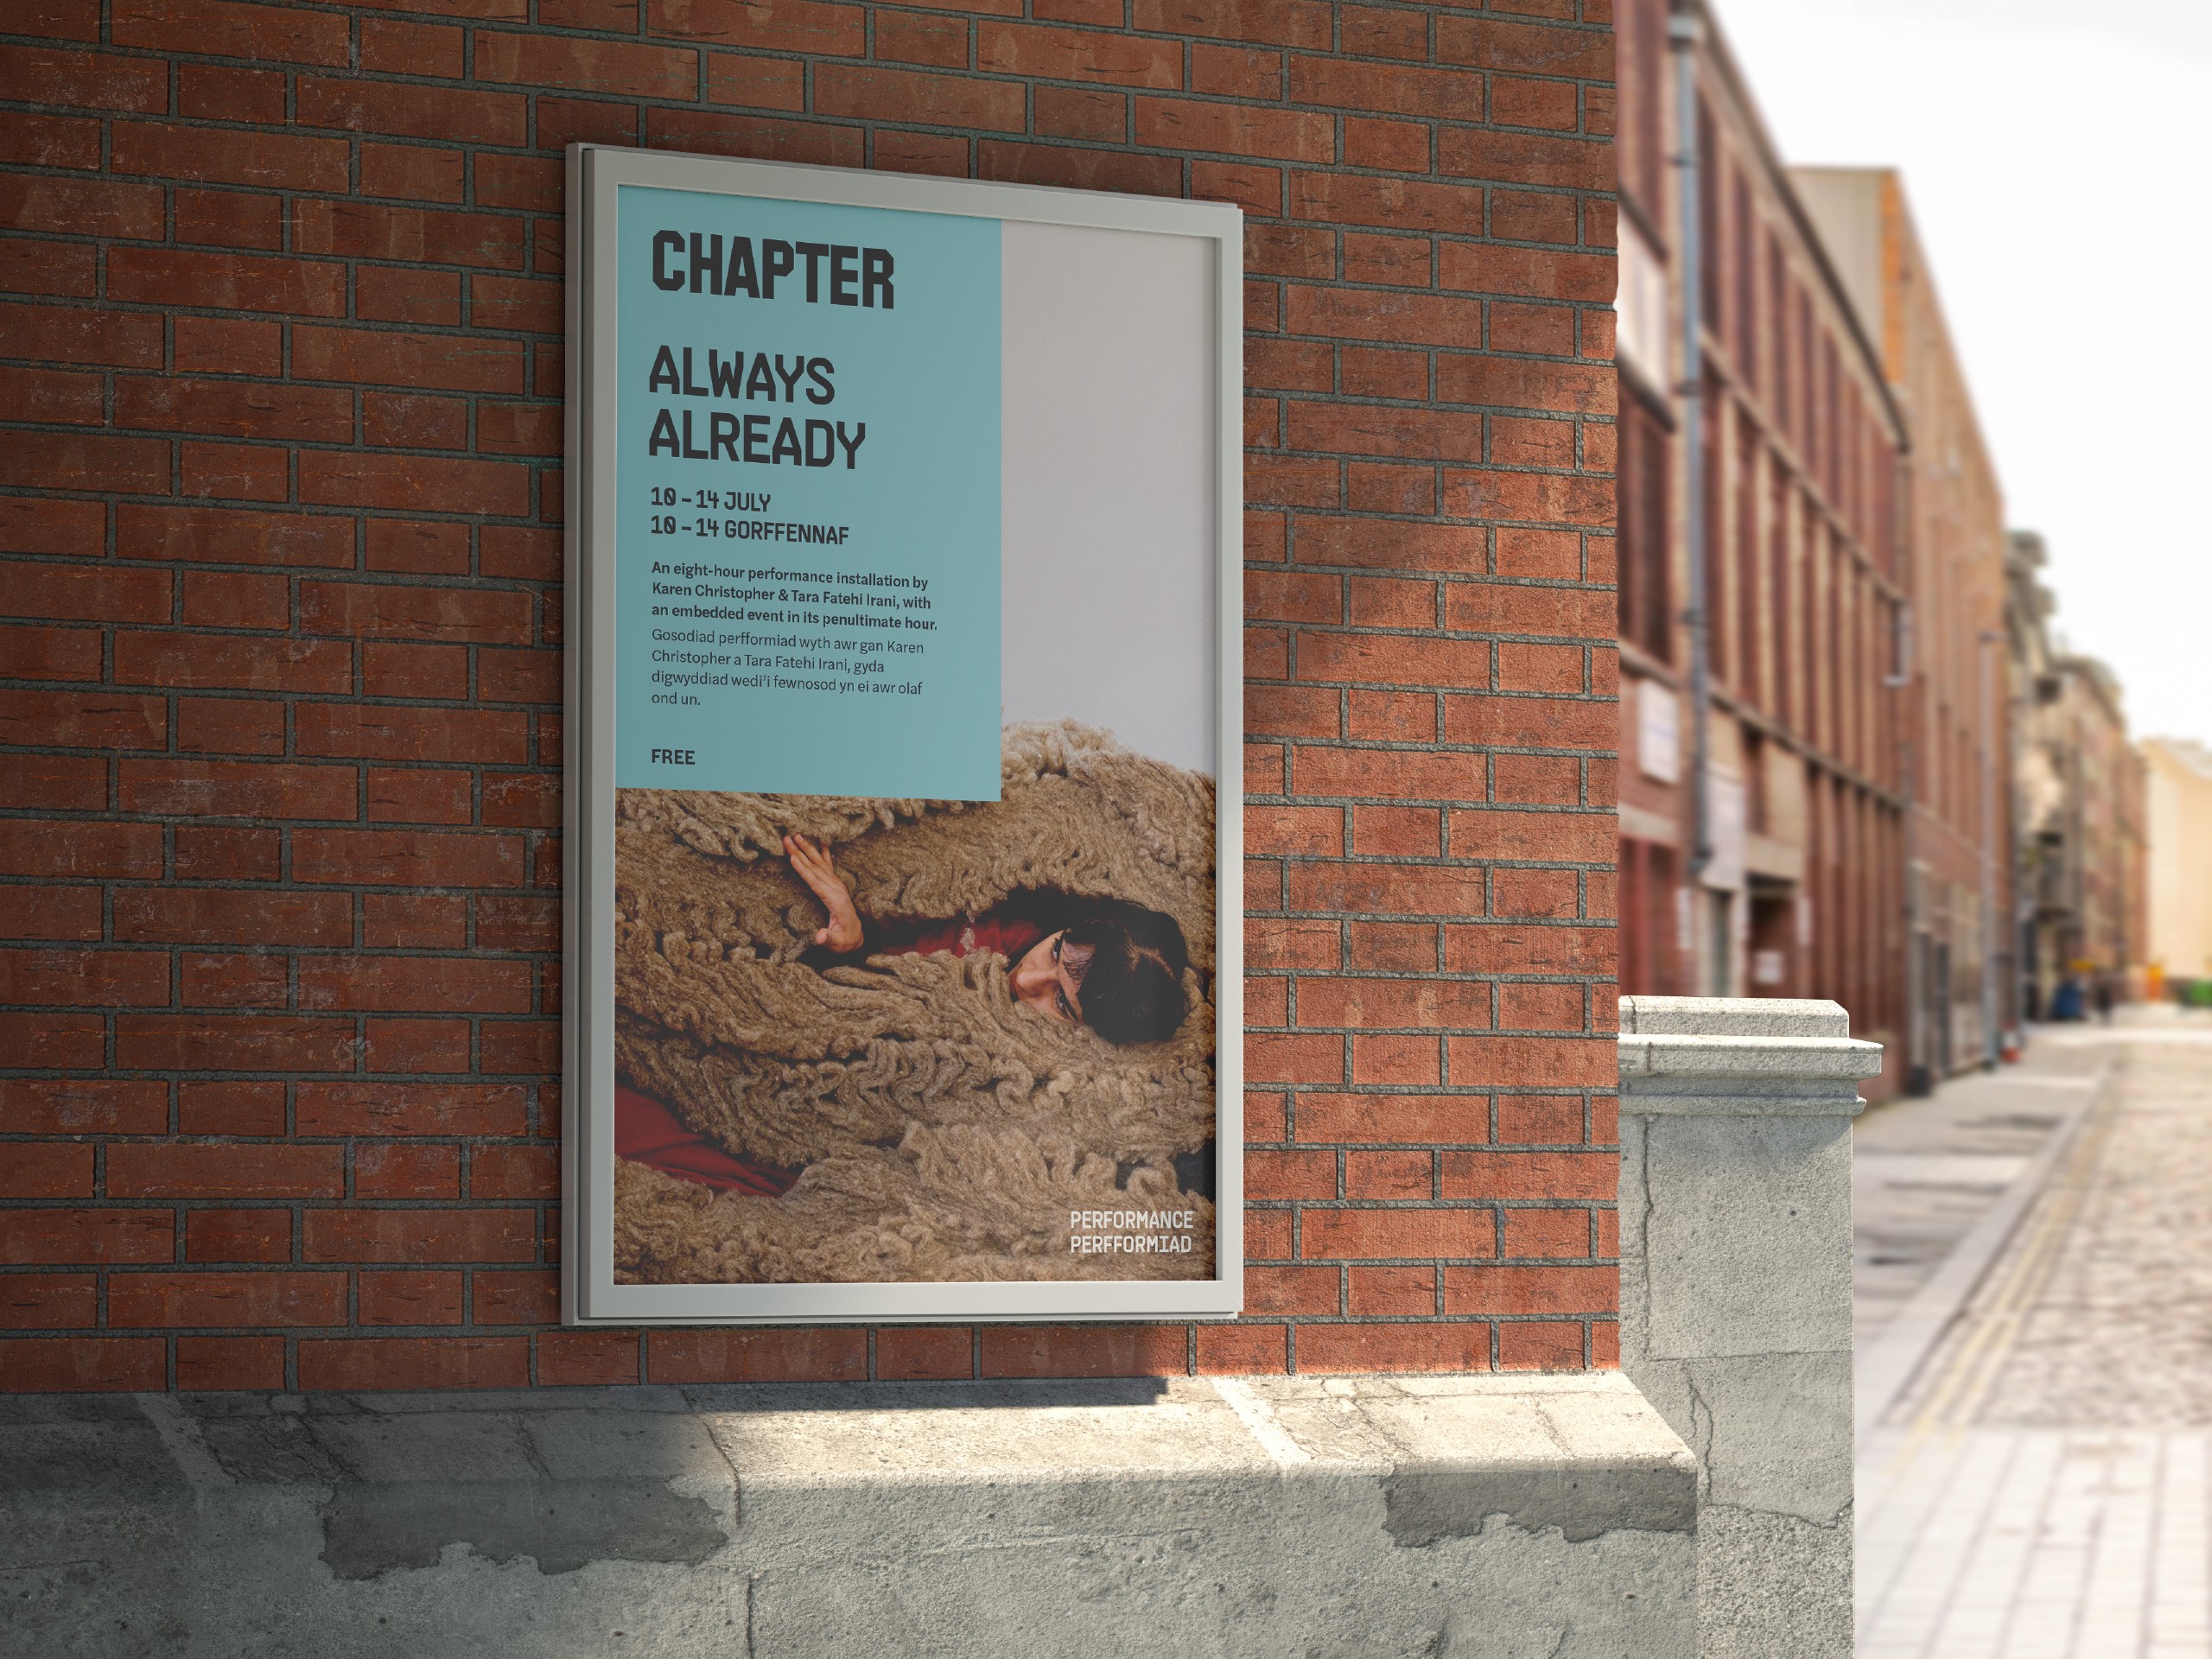 CHAPTER
ALWAYS
ALREADY
10 – 14 JULY
10 – 14 GORFFENNAF
An eight-hour performance installation by
Karen Christopher & Tara Fatehi Irani, with
an embedded event in its penultimate hour.
Gosodiad perfformiad wyth awr gan Karen
Christopher a Tara Fatehi Irani, gyda
digwyddiad wedi'i fewnosod yn ei awr olaf
ond un.
FREE
PERFORMANCE
PERFFORMIAD